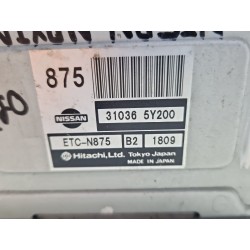 875
NISSAN
31036 5Y200
ETC-N875 B2 1809
Hitachi,Ltd. Tokyo Japan
MADE IN JAPAN